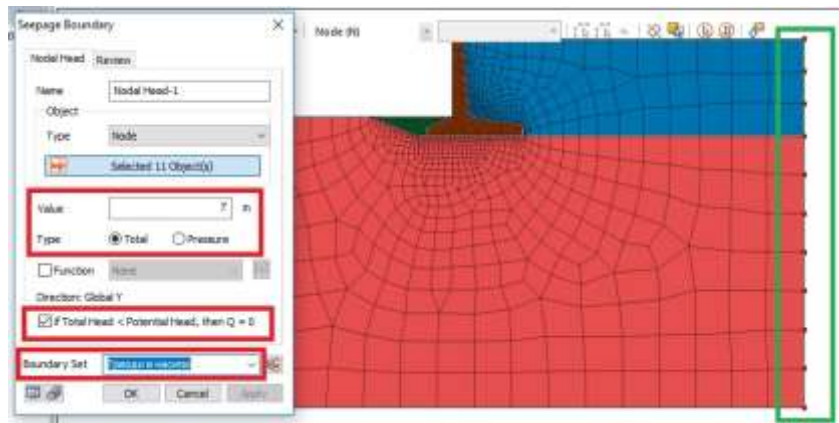 Seepage Boundary
Node (N)
Nodal Head Review
Name Nodal Head-1
Object
Type Node
Selected 11 Object(s)
Value 7 m
Type Total Pressure
Function None
Direction: Global Y
If Total Head < Potential Head, then Q = 0
Boundary Set
OK Cancel Apply